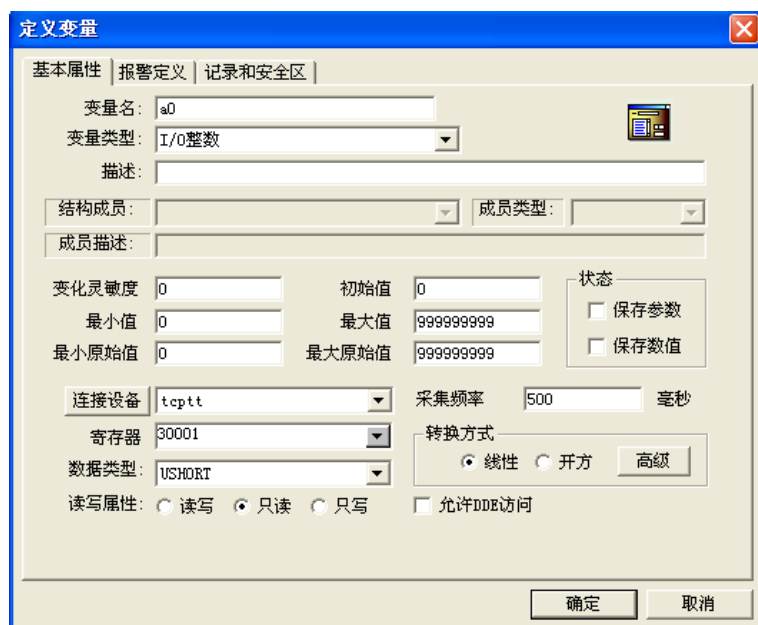 定义变量
基本属性 报警定义 记录和安全区
变量名: a0
变量类型: I/O整数
描述:
结构成员: 成员类型:
成员描述:
变化灵敏度 0 初始值 0 状态
保存参数
最小值 0 最大值 999999999
保存数值
最小原始值 0 最大原始值 999999999
连接设备 tcptt 采集频率 500 毫秒
寄存器 30001 转换方式
线性 开方 高级
数据类型: USHORT
读写属性: 读写 只读 只写 允许DDE访问
确定 取消